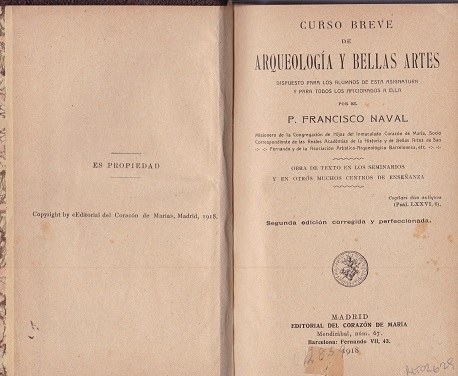 ES PROPIEDAD
Copyright by «Editorial del Corazón de María», Madrid, 1918.
CURSO BREVE
DE
ARQUEOLOGÍA Y BELLAS ARTES
DISPUESTO PARA LOS ALUMNOS DE ESTA ASIGNATURA
Y PARA TODOS LOS AFICIONADOS A ELLA
POR EL
P. FRANCISCO NAVAL
Misionero de la Congregación de Hijos del Inmaculado Corazón de María, Socio
Correspondiente de las Reales Academias de la Historia y de Bellas Artes de San
Fernando y de la Asociación Artístico-Arqueológica Barcelonesa, etc.
OBRA DE TEXTO EN LOS SEMINARIOS
Y EN OTROS MUCHOS CENTROS DE ENSEÑANZA
antiquos
(Psal. LXXVI, 6).
Segunda edición corregida y perfeccionada.
MADRID
EDITORIAL DEL CORAZÓN DE MARÍA
Mendizábal, núm. 67.
Barcelona: Fernando VII, 43.
1918